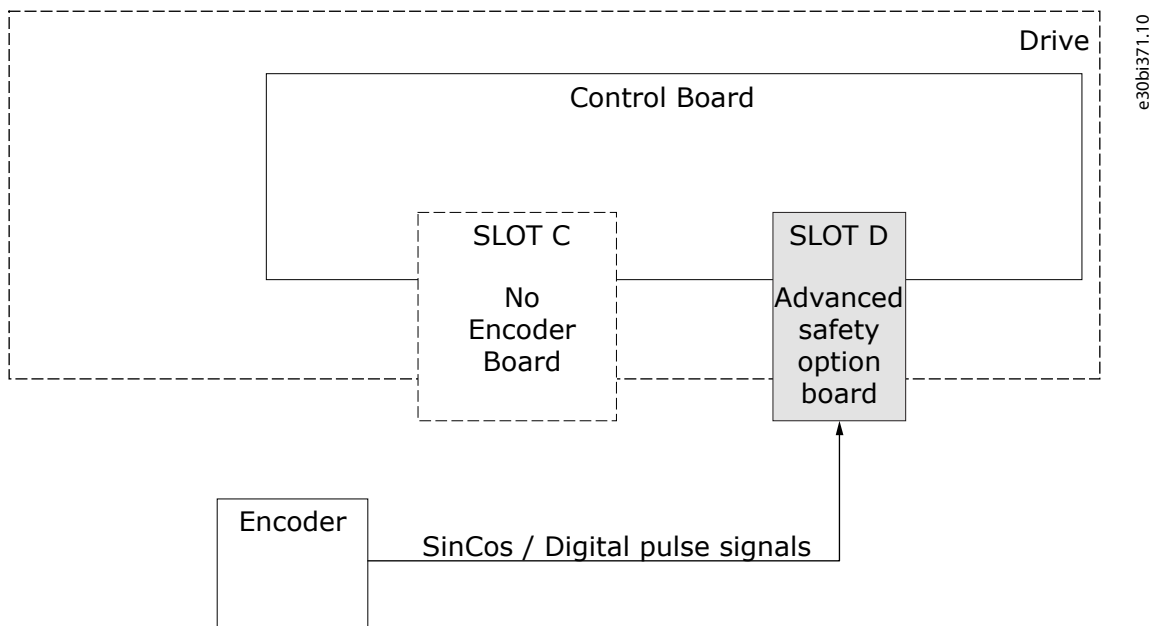 Drive
e30bi371.10
Control Board
SLOT C
No
Encoder
Board
SLOT D
Advanced
safety
option
board
Encoder
SinCos / Digital pulse signals